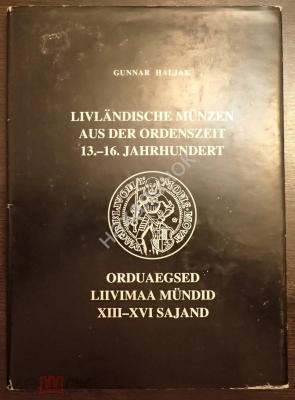 GUNNAR HALJAK
LIVLÄNDISCHE MÜNZEN
AUS DER ORDENSZEIT
13.–16. JAHRHUNDERT
ORDUAEGSED
LIIVIMAA MÜNDID
XIII–XVI SAJAND